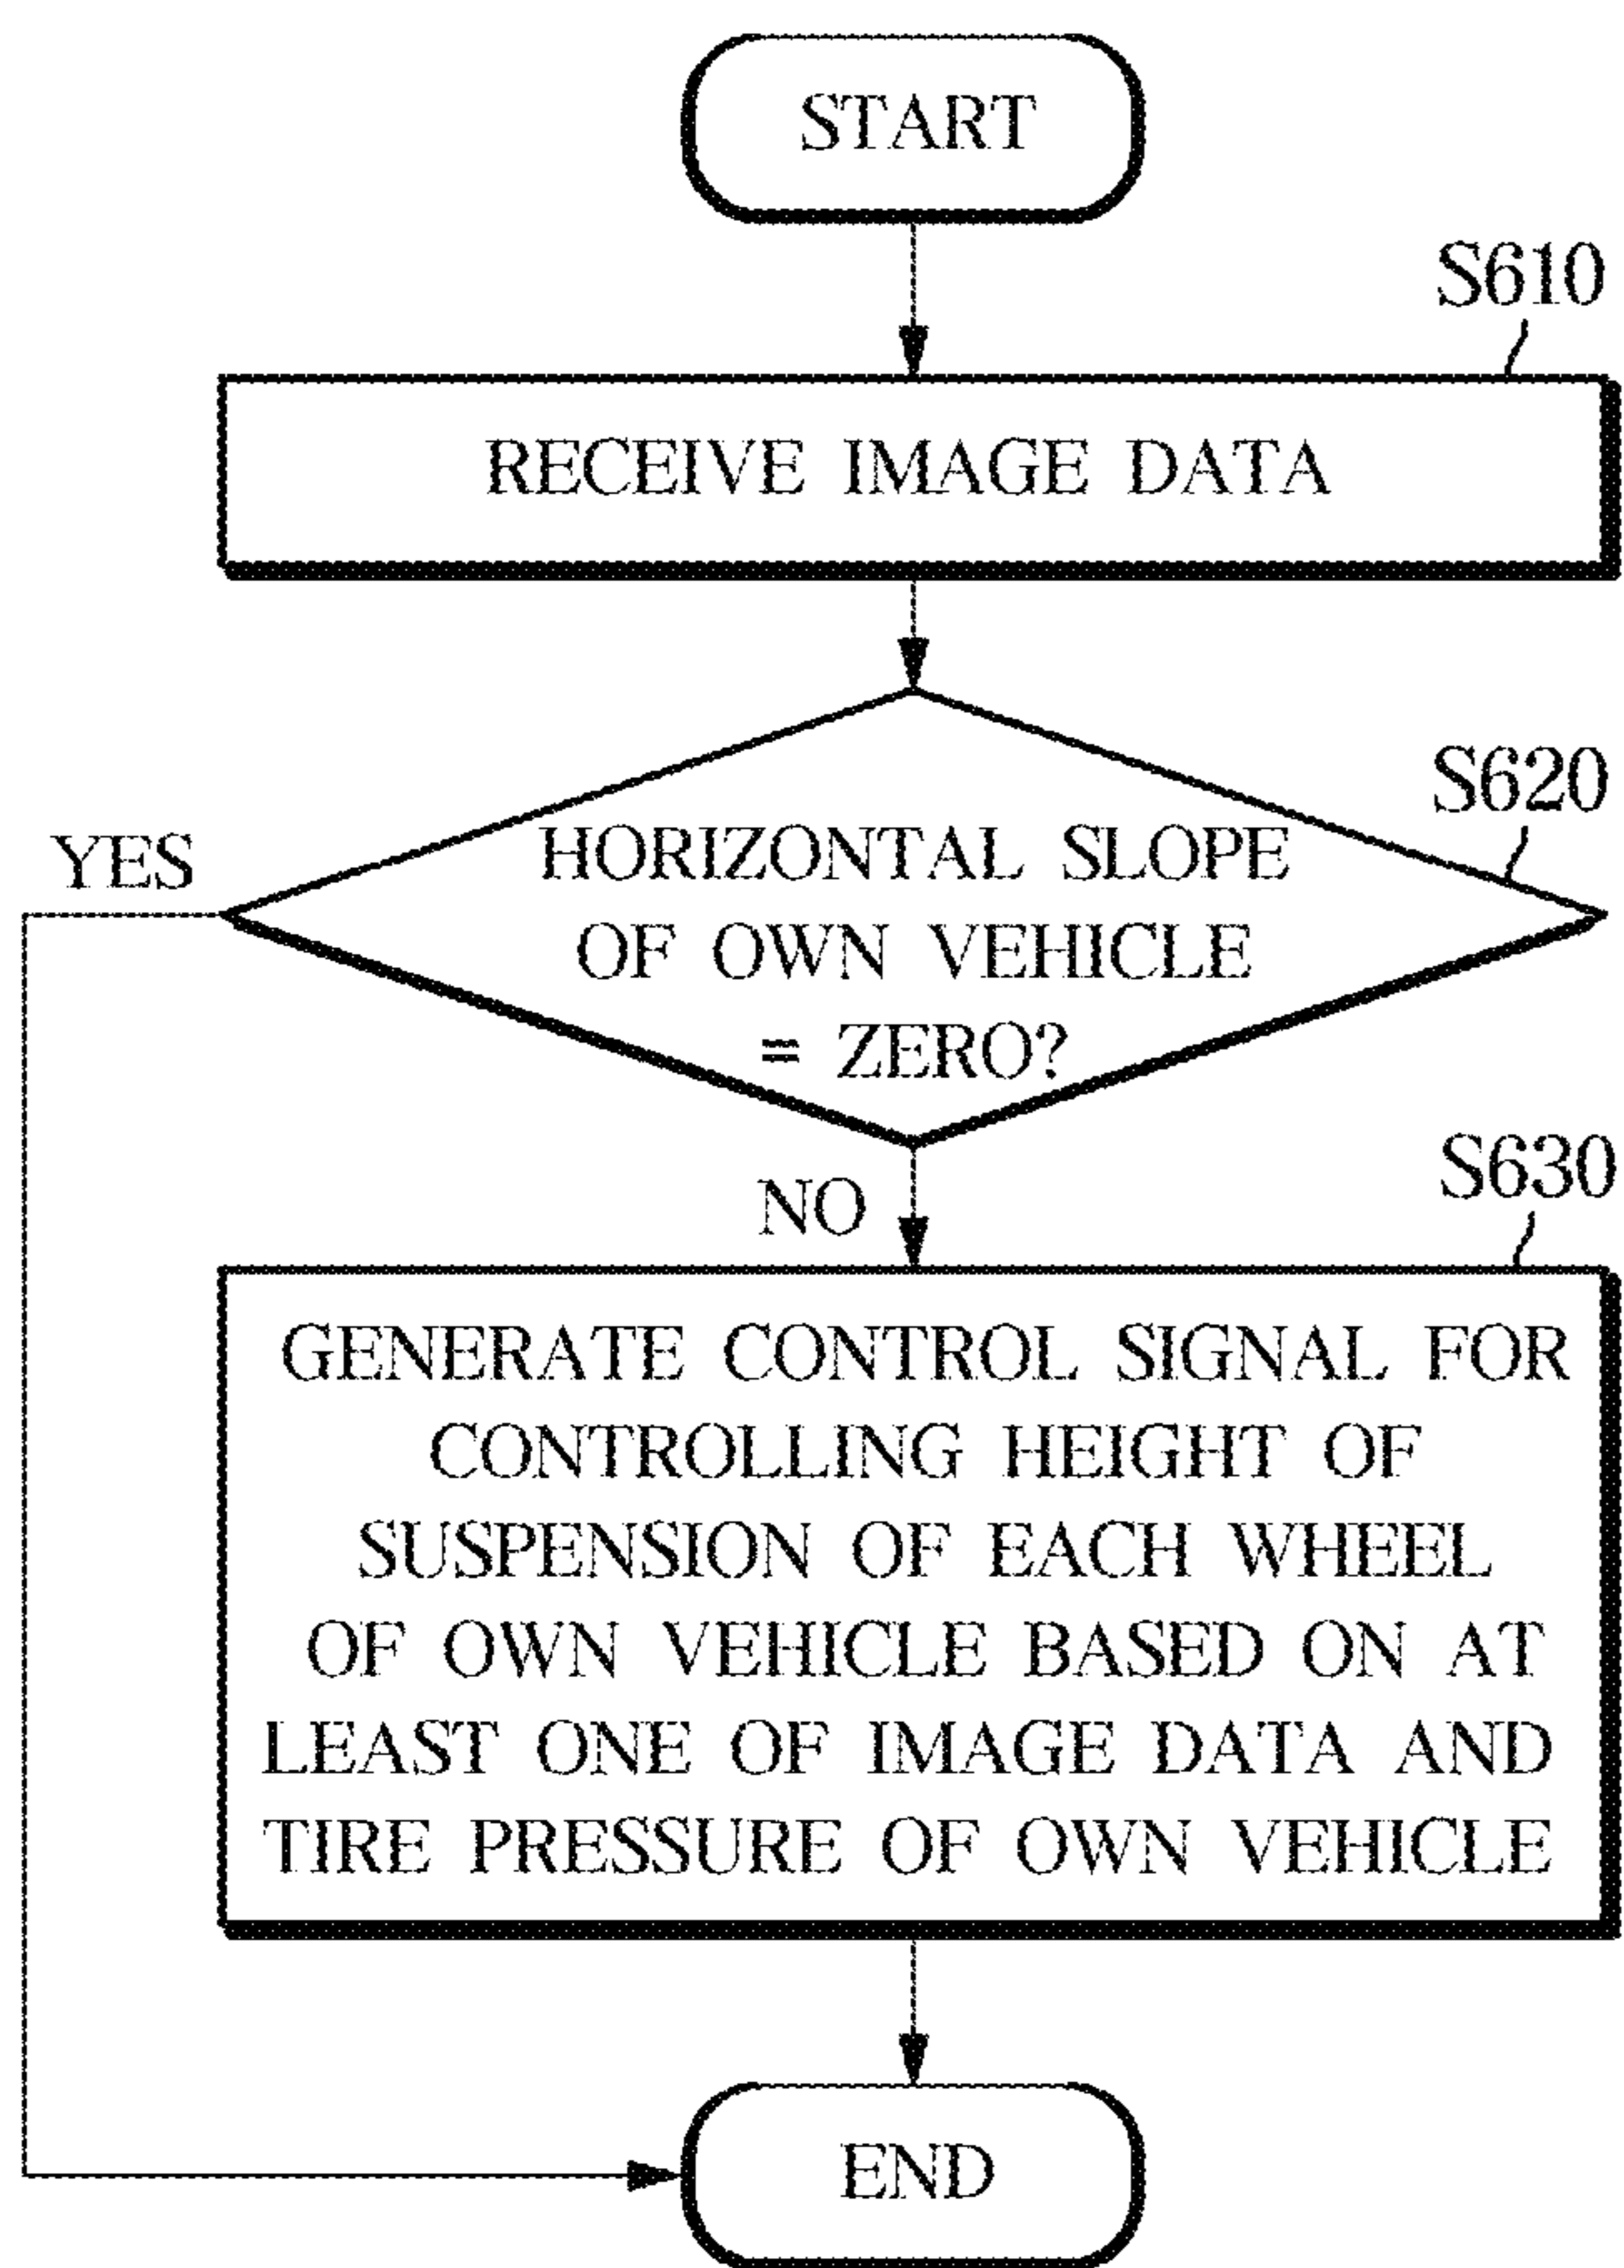 START
S610
RECEIVE IMAGE DATA
S620
YES
HORIZONTAL SLOPE
OF OWN VEHICLE
= ZERO?
NO
S630
GENERATE CONTROL SIGNAL FOR
CONTROLLING HEIGHT OF
SUSPENSION OF EACH WHEEL
OF OWN VEHICLE BASED ON AT
LEAST ONE OF IMAGE DATA AND
TIRE PRESSURE OF OWN VEHICLE
END